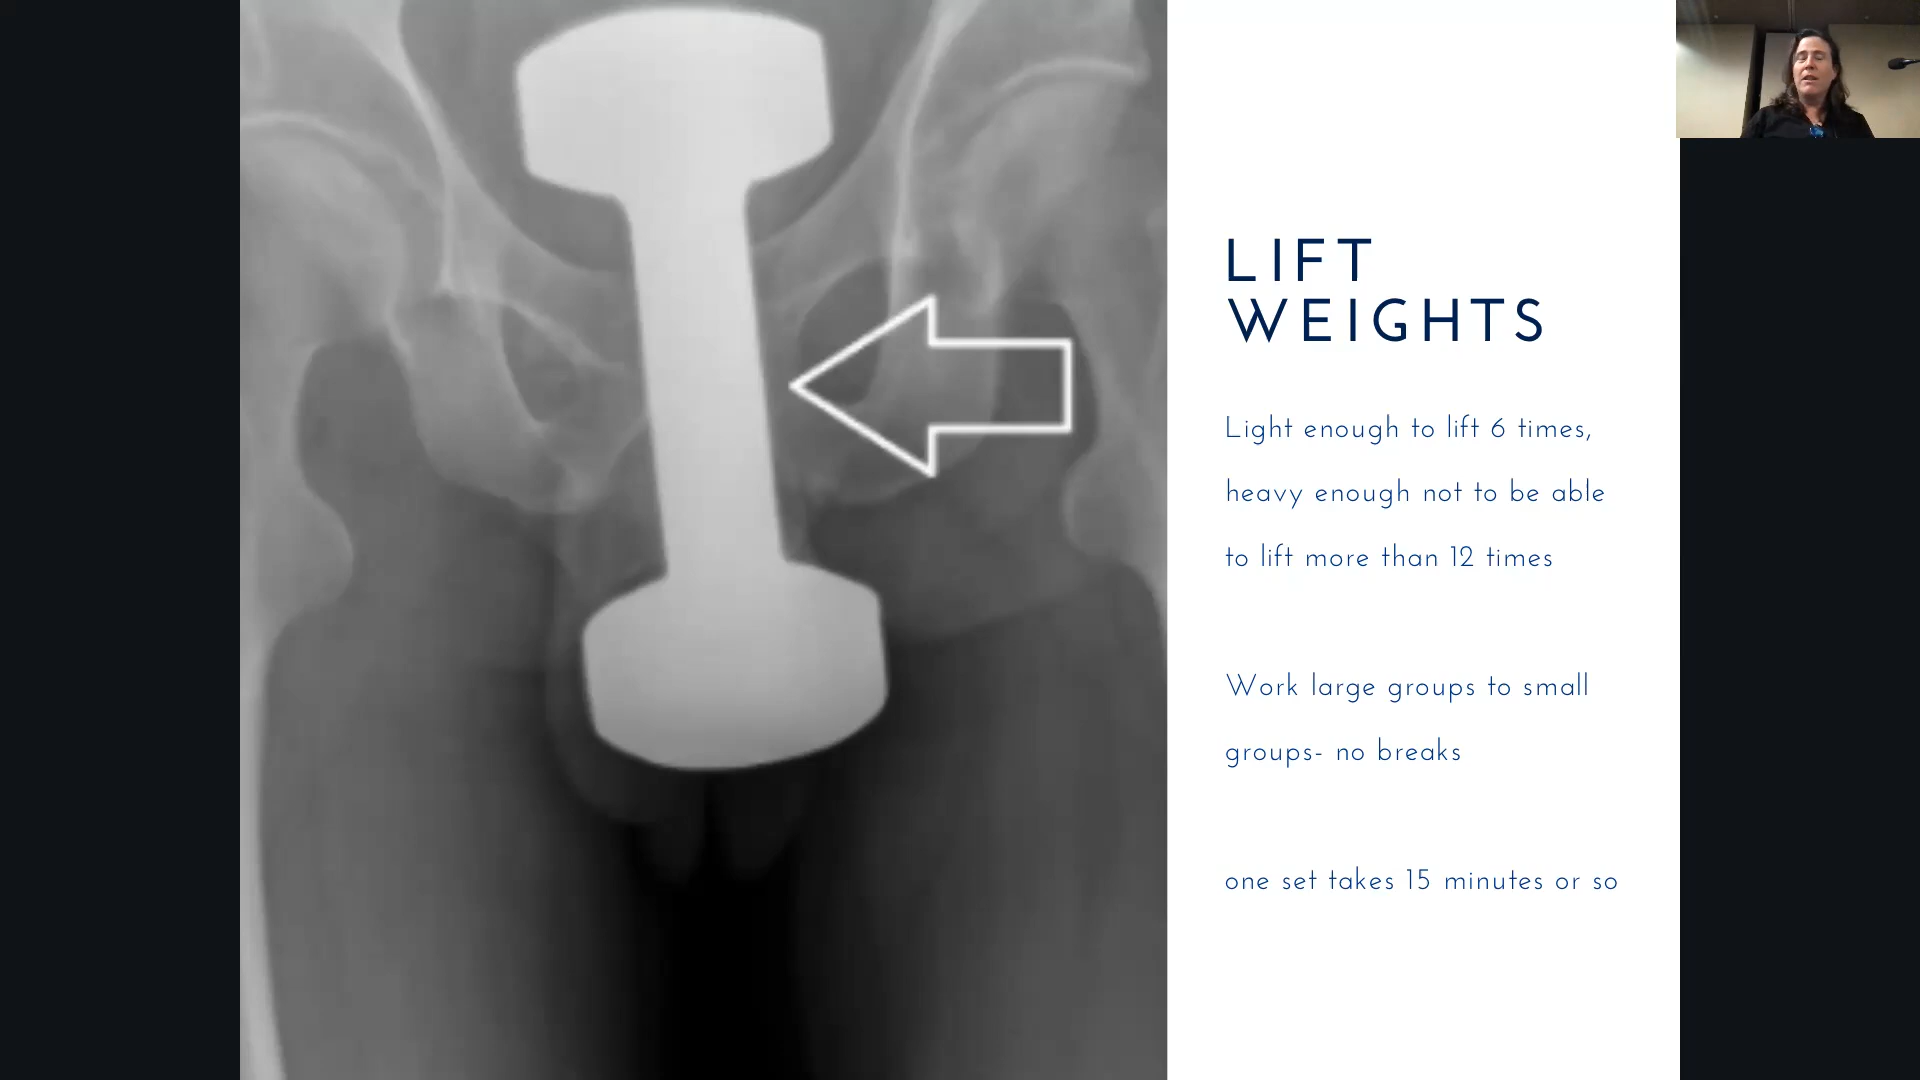 LIFT
WEIGHTS
Light enough to lift 6 times,
heavy enough not to be able
to lift more than 12 times
Work large groups to small
groups- no breaks
one set takes 15 minutes or so